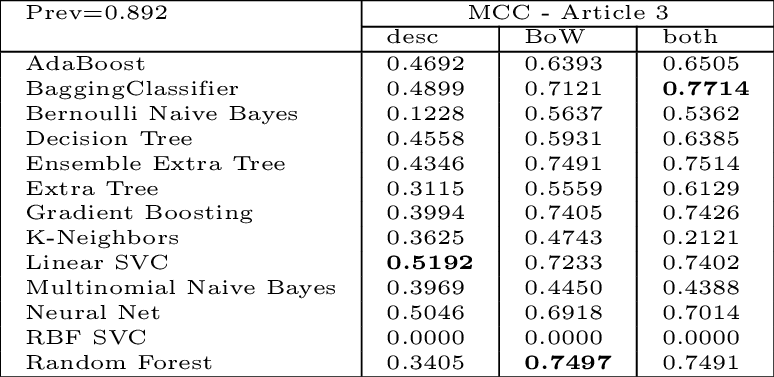 Prev=0.892 MCC - Article 3
desc BoW both
AdaBoost 0.4692 0.6393 0.6505
BaggingClassifier 0.4899 0.7121 0.7714
Bernoulli Naive Bayes 0.1228 0.5637 0.5362
Decision Tree 0.4558 0.5931 0.6385
Ensemble Extra Tree 0.4346 0.7491 0.7514
Extra Tree 0.3115 0.5559 0.6129
Gradient Boosting 0.3994 0.7405 0.7426
K-Neighbors 0.3625 0.4743 0.2121
Linear SVC 0.5192 0.7233 0.7402
Multinomial Naive Bayes 0.3969 0.4450 0.4388
Neural Net 0.5046 0.6918 0.7014
RBF SVC 0.0000 0.0000 0.0000
Random Forest 0.3405 0.7497 0.7491